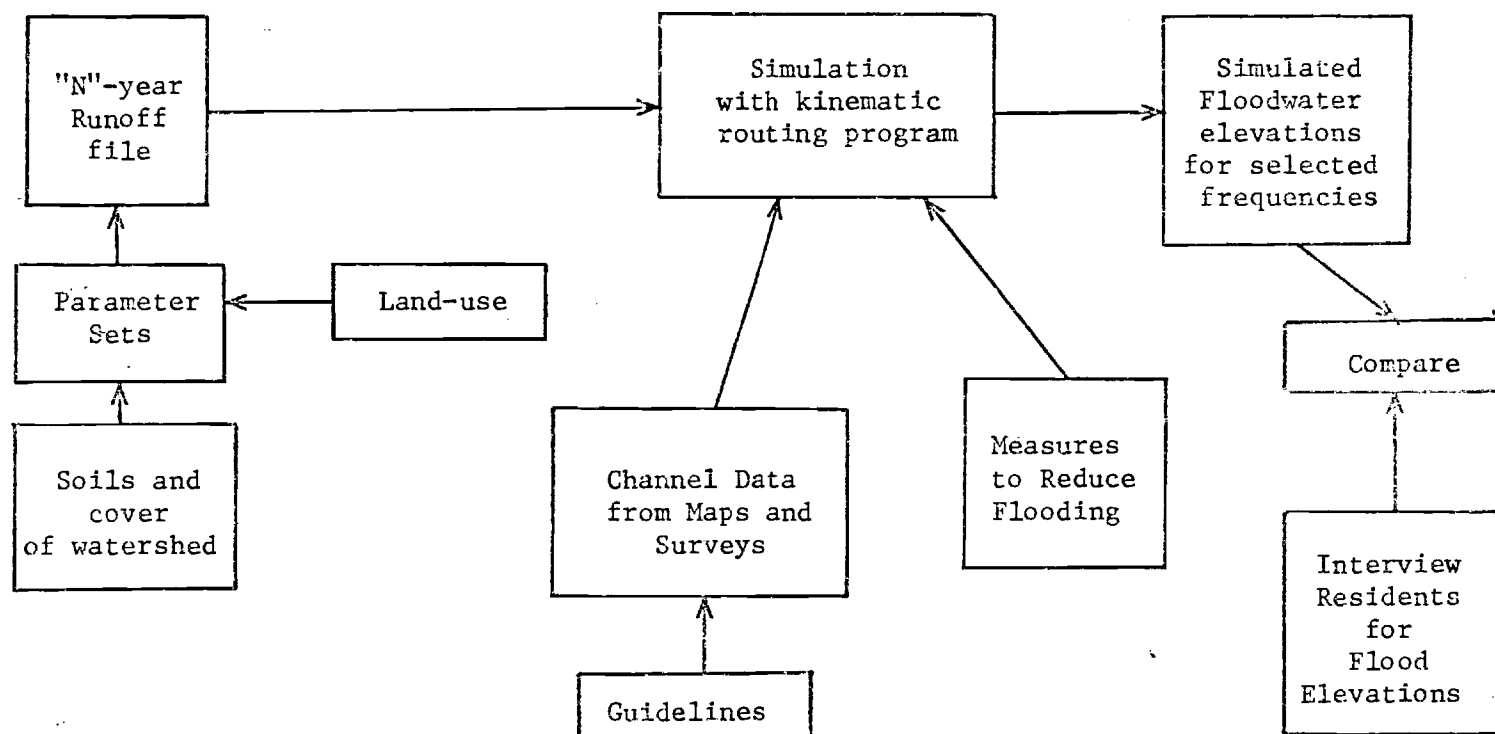 "N"-year
Runoff
file
Simulation
with kinematic
routing program
Simulated
Floodwater
elevations
for selected
frequencies
Parameter
Sets
Land-use
Compare
Soils and
cover
of watershed
Channel Data
from Maps and
Surveys
Measures
to Reduce
Flooding
Interview
Residents
for
Flood
Elevations
Guidelines